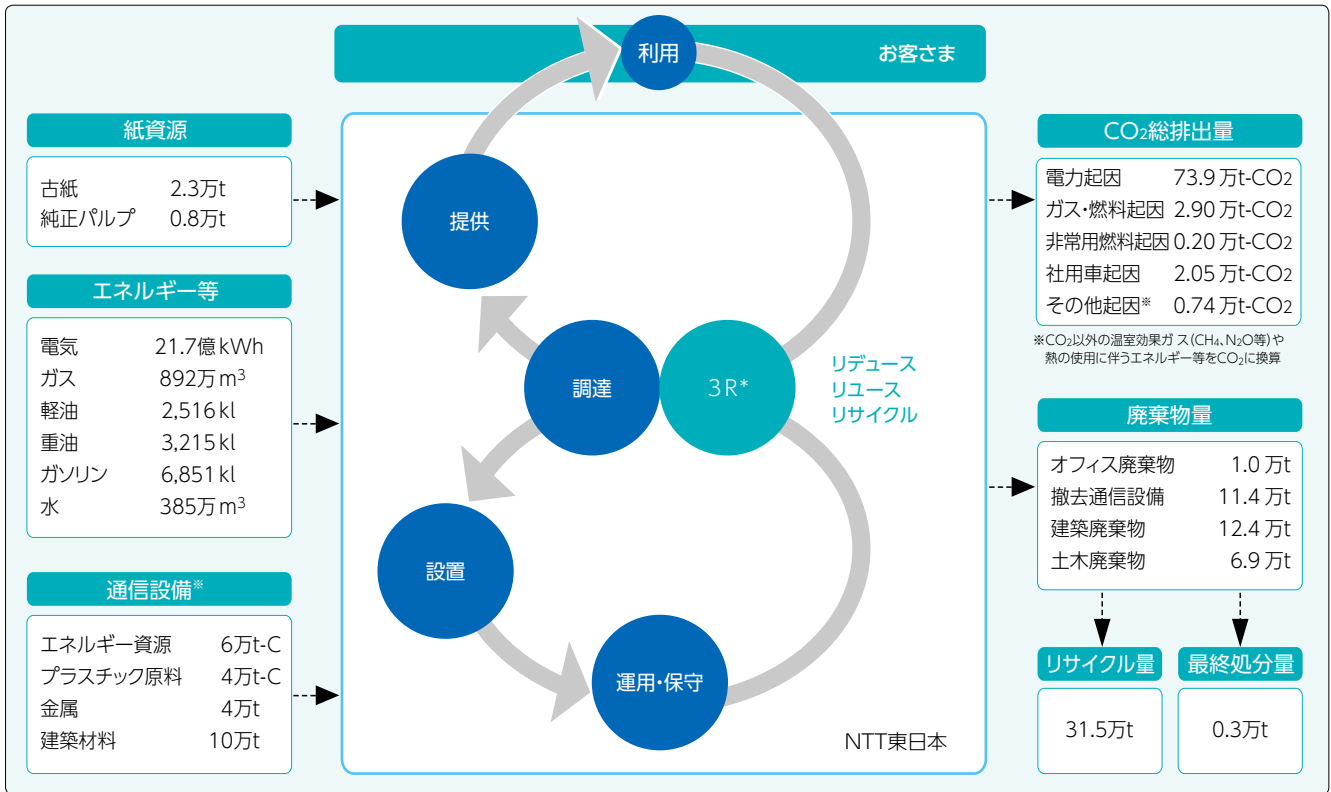 利用
お客さま
紙資源
古紙 2.3万t
純正パルプ 0.8万t
エネルギー等
電気 21.7億kWh
ガス 892万m³
軽油 2,516kl
重油 3,215kl
ガソリン 6,851kl
水 385万m³
通信設備※
エネルギー資源 6万t-C
プラスチック原料 4万t-C
金属 4万t
建築材料 10万t
提供
調達
3R*
リデュース
リユース
リサイクル
設置
運用・保守
NTT東日本
CO₂総排出量
電力起因 73.9万t-CO₂
ガス・燃料起因 2.90万t-CO₂
非常用燃料起因 0.20万t-CO₂
社用車起因 2.05万t-CO₂
その他起因※ 0.74万t-CO₂
※CO₂以外の温室効果ガス(CH₄、N₂O等)や
熱の使用に伴うエネルギー等をCO₂に換算
廃棄物量
オフィス廃棄物 1.0万t
撤去通信設備 11.4万t
建築廃棄物 12.4万t
土木廃棄物 6.9万t
リサイクル量
31.5万t
最終処分量
0.3万t